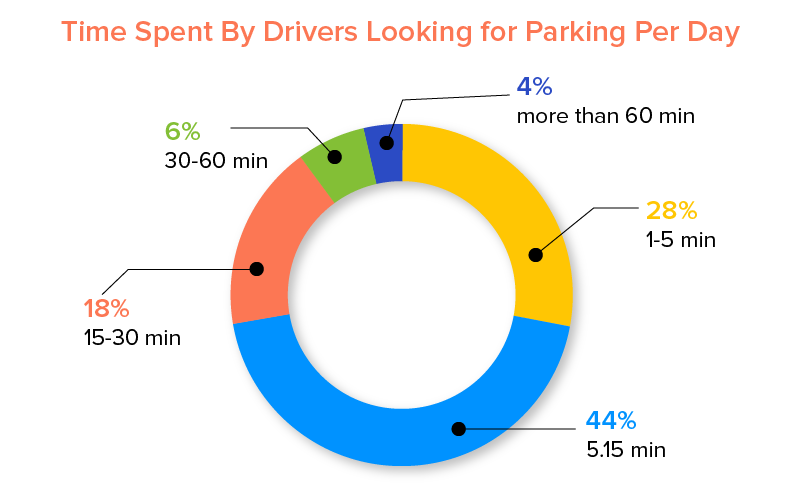 Time Spent By Drivers Looking for Parking Per Day
4%
more than 60 min
6%
30-60 min
28%
1-5 min
18%
15-30 min
44%
5.15 min